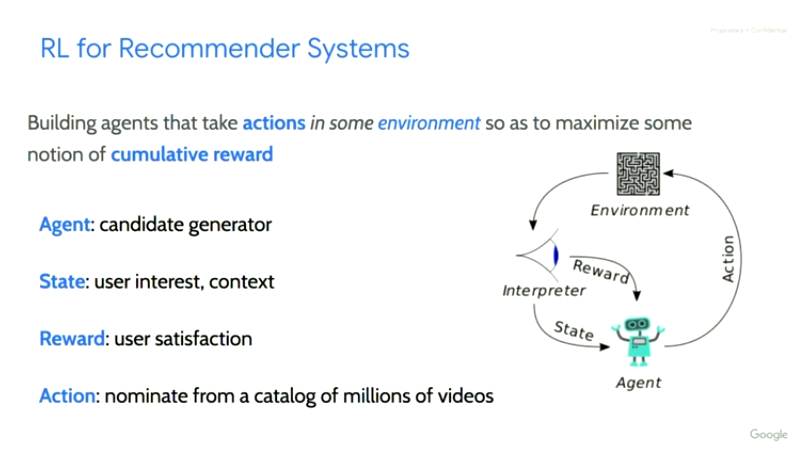 Proprietary + Confidential
RL for Recommender Systems
Building agents that take actions in some environment so as to maximize some
notion of cumulative reward
Agent: candidate generator
State: user interest, context
Reward: user satisfaction
Action: nominate from a catalog of millions of videos
Environment
Interpreter
Reward
State
Action
Agent
Google